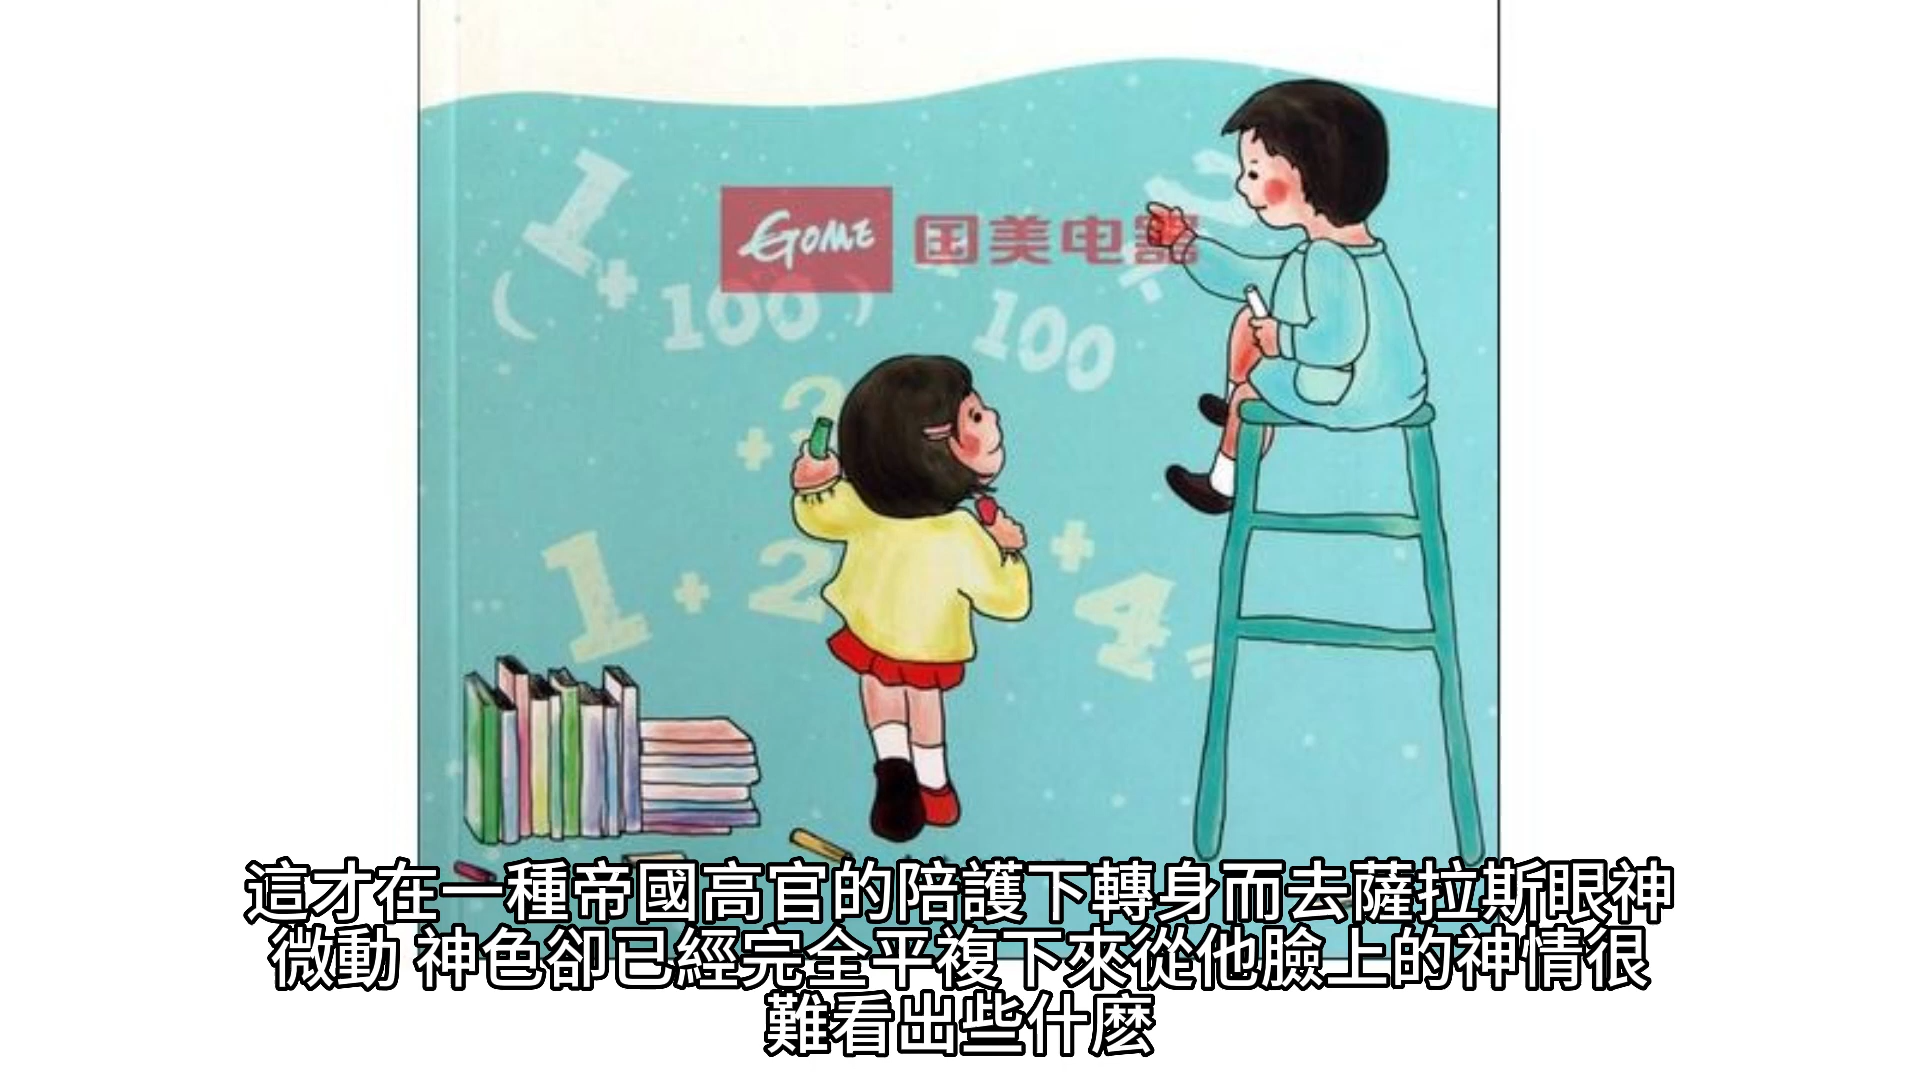 GOME 国美电器
1
+
( 100 )
100
2
+
1 + 2 + 4 =
這才在一種帝國高官的陪護下轉身而去薩拉斯眼神
微動 神色卻已經完全平複下來從他臉上的神情很
難看出些什麽